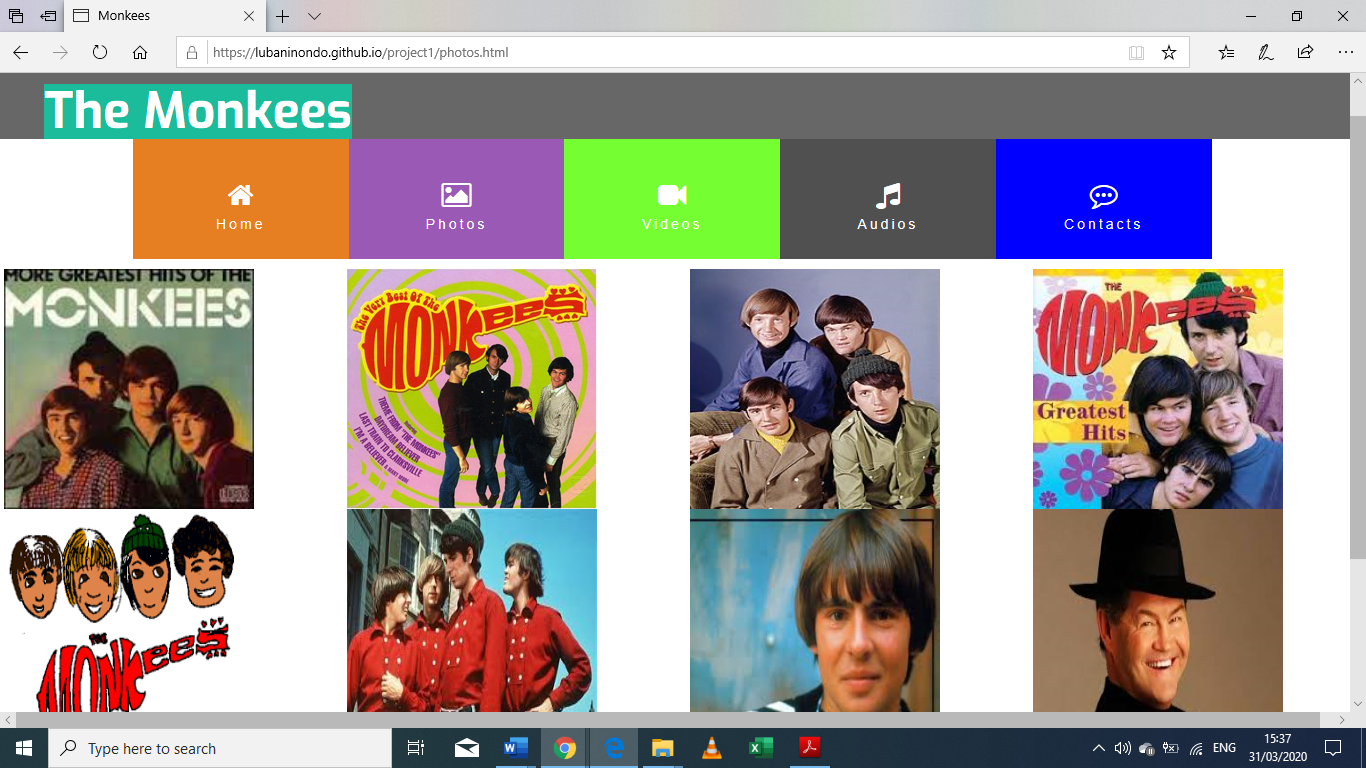 Monkees
https://lubaninondo.github.io/project1/photos.html
The Monkees
Home
Photos
Videos
Audios
Contacts
MORE GREATEST HITS OF THE
MONKEES
The Very Best Of The
MONKEES
THEME FROM "THE MONKEES"
DAYDREAM BELIEVER
LAST TRAIN TO CLARKSVILLE
I'M A BELIEVER & MANY MORE
THE
MONKEES
Greatest
Hits
THE
MONKEES
Type here to search
ENG
15:37
31/03/2020